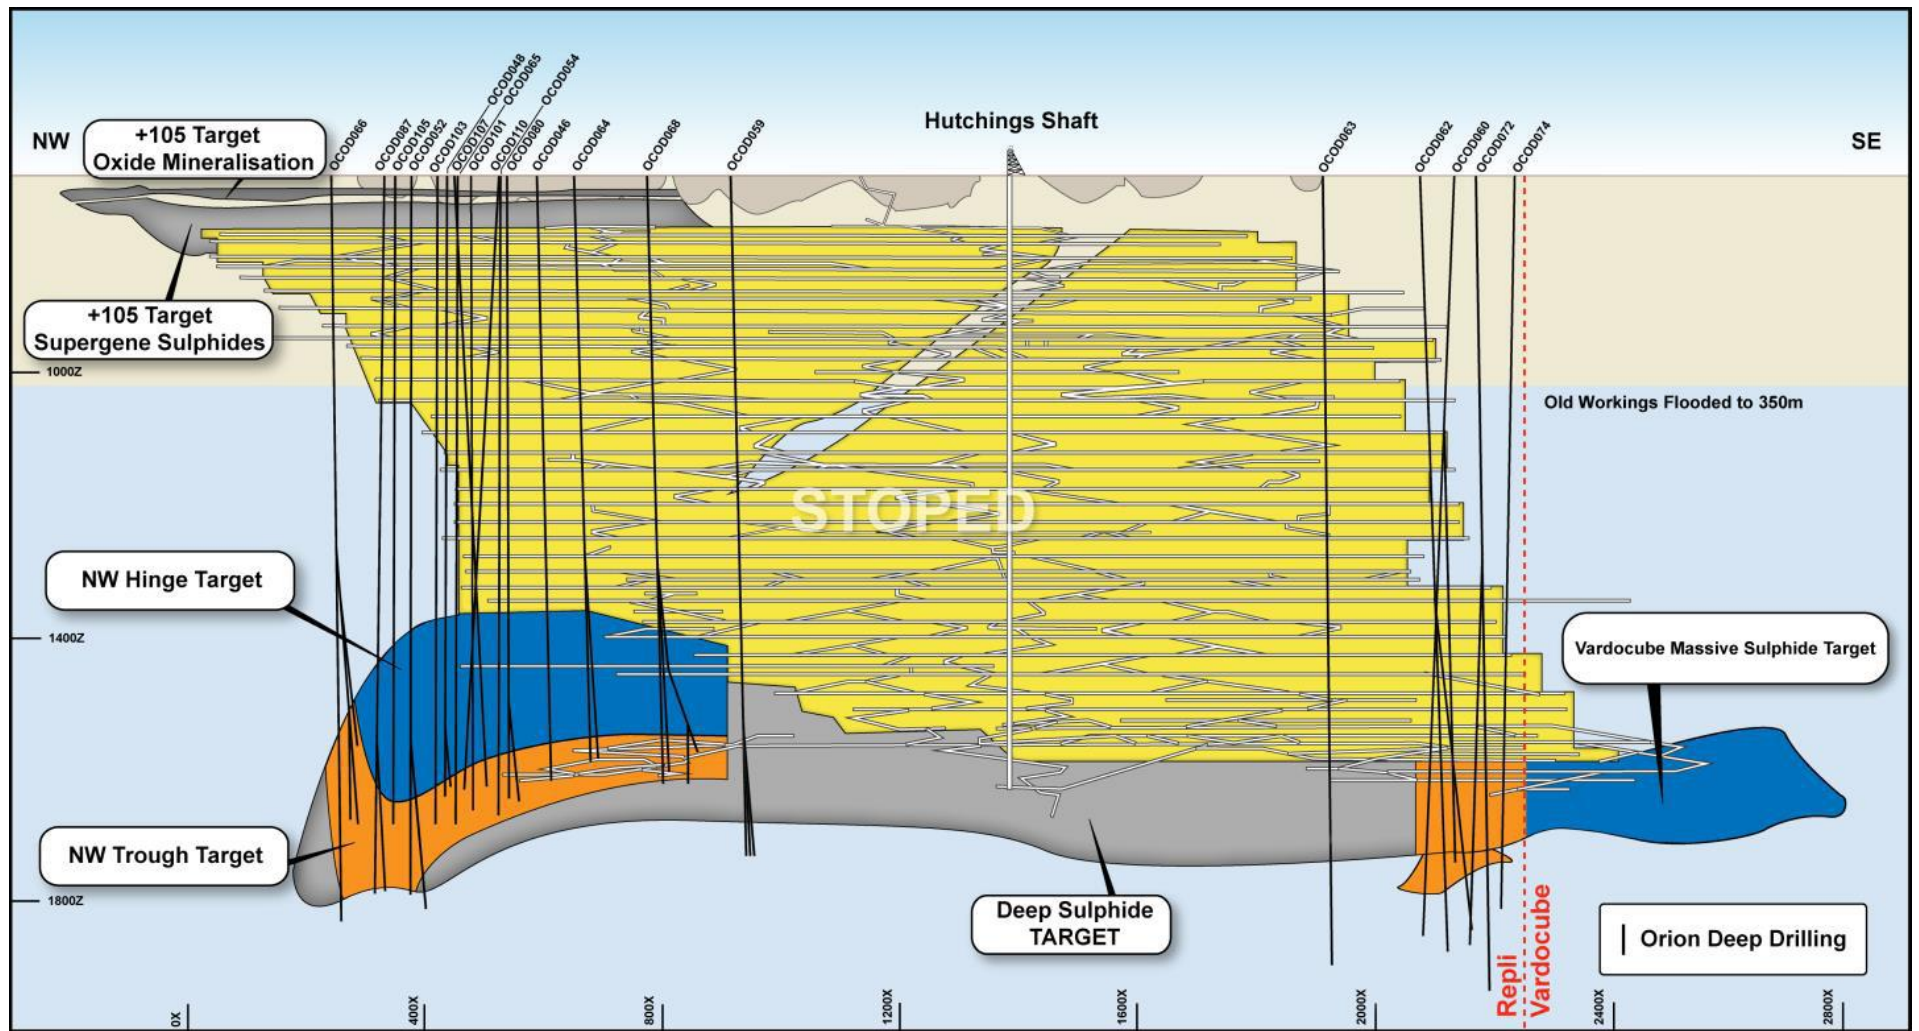 OCOD048
OCOD065
OCOD054
OCOD066
OCOD087
OCOD105
OCOD052
OCOD103
OCOD107
OCOD101
OCOD110
OCOD080
OCOD046
OCOD064
OCOD068
OCOD059
Hutchings Shaft
OCOD063
OCOD062
OCOD060
OCOD072
OCOD074
NW
SE
+105 Target
Oxide Mineralisation
+105 Target
Supergene Sulphides
1000Z
Old Workings Flooded to 350m
STOPED
NW Hinge Target
1400Z
Vardocube Massive Sulphide Target
NW Trough Target
1800Z
Deep Sulphide
TARGET
Repli
Vardocube
Orion Deep Drilling
0X
400X
800X
1200X
1600X
2000X
2400X
2800X